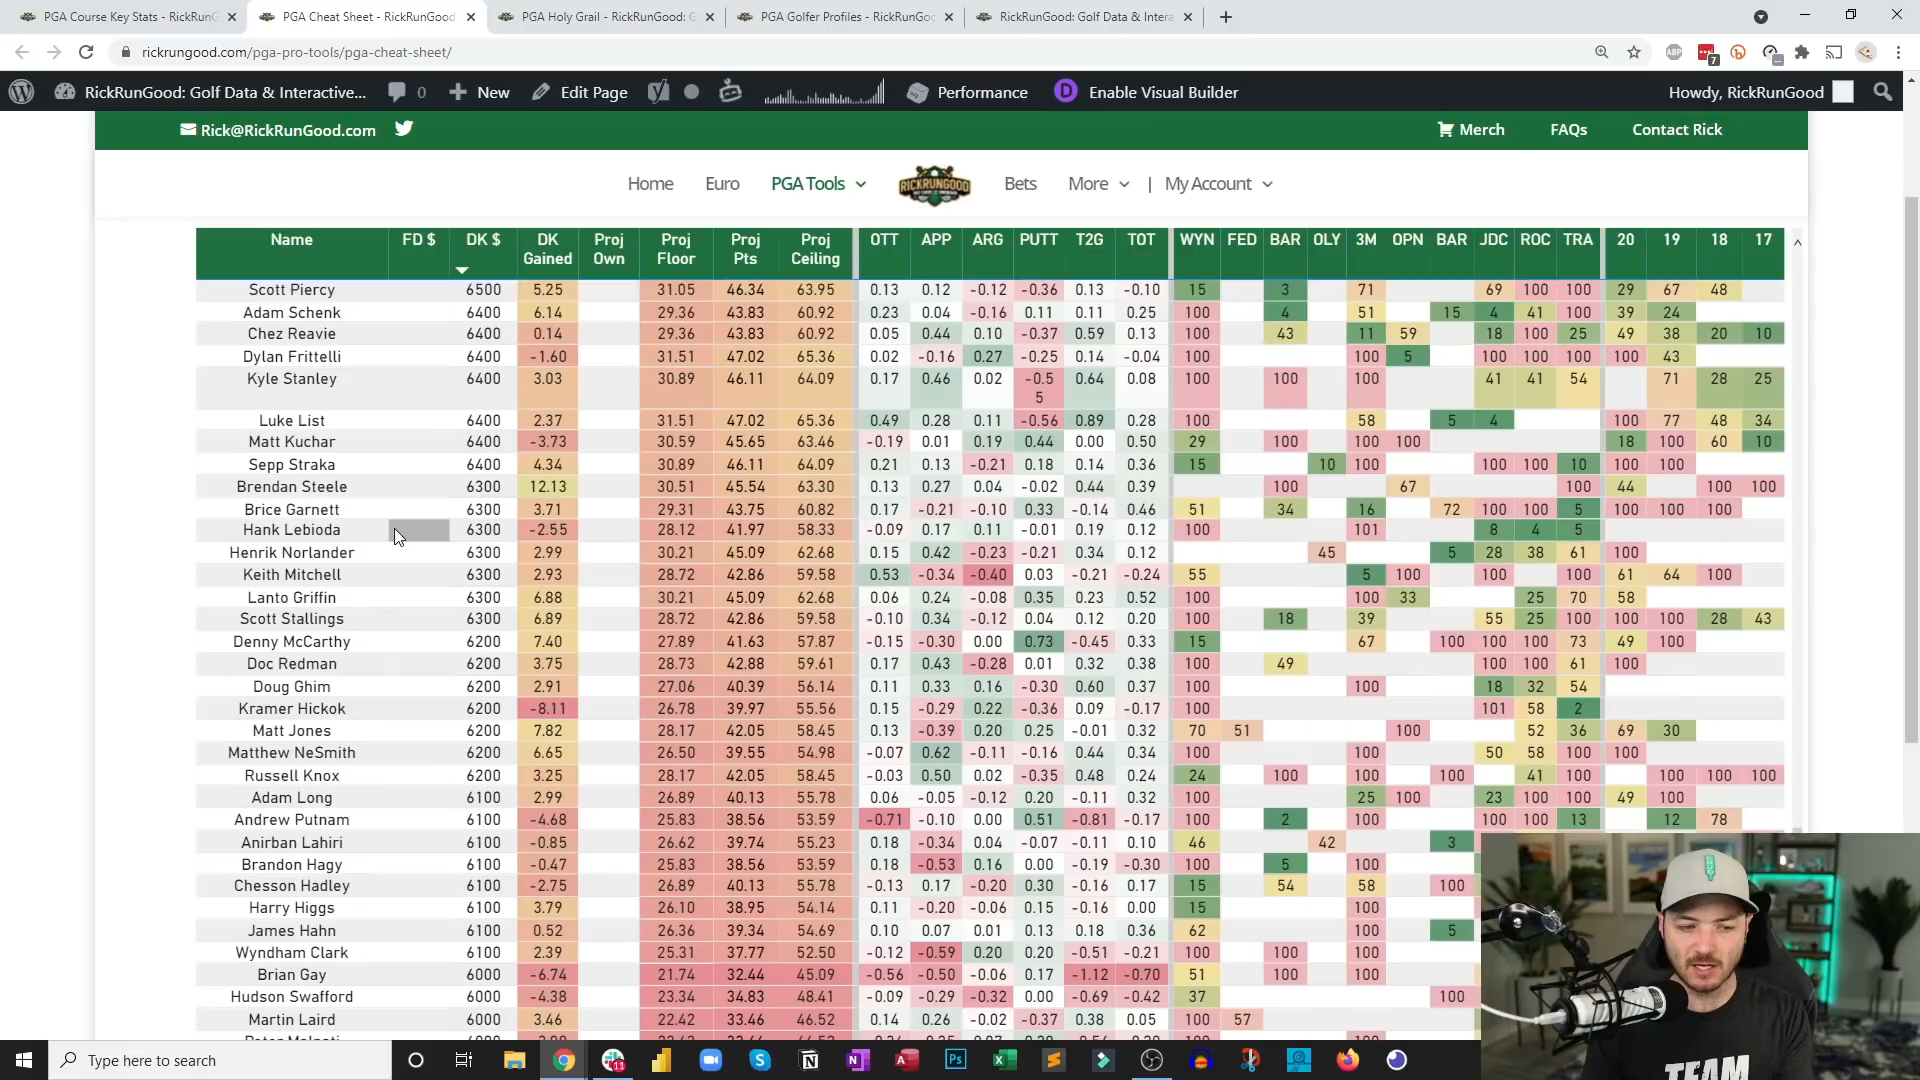 PGA Course Key Stats - RickRunG
PGA Cheat Sheet - RickRunGood
PGA Holy Grail - RickRunGood: G
PGA Golfer Profiles - RickRunGoo
RickRunGood: Golf Data & Intera
rickrungood.com/pga-pro-tools/pga-cheat-sheet/
ABP
7
RickRunGood: Golf Data & Interactive...
0
New
Edit Page
Performance
D
Enable Visual Builder
Howdy, RickRunGood
Rick@RickRunGood.com
Merch
FAQs
Contact Rick
Home
Euro
PGA Tools
RICKRUNGOOD
Bets
More
|
My Account
Name FD $ DK $ DK Gained Proj Own Proj Floor Proj Pts Proj Ceiling OTT APP ARG PUTT T2G TOT WYN FED BAR OLY 3M OPN BAR JDC ROC TRA 20 19 18 17
Scott Piercy 6500 5.25 31.05 46.34 63.95 0.13 0.12 -0.12 -0.36 0.13 -0.10 15 3 71 69 100 100 29 67 48
Adam Schenk 6400 6.14 29.36 43.83 60.92 0.23 0.04 -0.16 0.11 0.11 0.25 100 4 51 15 4 41 100 39 24
Chez Reavie 6400 0.14 29.36 43.83 60.92 0.05 0.44 0.10 -0.37 0.59 0.13 100 43 11 59 18 100 25 49 38 20 10
Dylan Frittelli 6400 -1.60 31.51 47.02 65.36 0.02 -0.16 0.27 -0.25 0.14 -0.04 100 100 5 100 100 100 100 43
Kyle Stanley 6400 3.03 30.89 46.11 64.09 0.17 0.46 0.02 -0.5 0.64 0.08 100 100 100 41 41 54 71 28 25
5
Luke List 6400 2.37 31.51 47.02 65.36 0.49 0.28 0.11 -0.56 0.89 0.28 100 58 5 4 100 77 48 34
Matt Kuchar 6400 -3.73 30.59 45.65 63.46 -0.19 0.01 0.19 0.44 0.00 0.50 29 100 100 100 18 100 60 10
Sepp Straka 6400 4.34 30.89 46.11 64.09 0.21 0.13 -0.21 0.18 0.14 0.36 15 10 100 100 100 10 100 100
Brendan Steele 6300 12.13 30.51 45.54 63.30 0.13 0.27 0.04 -0.02 0.44 0.39 100 67 100 44 100 100
Brice Garnett 6300 3.71 29.31 43.75 60.82 0.17 -0.21 -0.10 0.33 -0.14 0.46 51 34 16 72 100 100 5 100 100 100
Hank Lebioda 6300 -2.55 28.12 41.97 58.33 -0.09 0.17 0.11 -0.01 0.19 0.12 100 101 8 4 5
Henrik Norlander 6300 2.99 30.21 45.09 62.68 0.15 0.42 -0.23 -0.21 0.34 0.12 45 5 28 38 61 100
Keith Mitchell 6300 2.93 28.72 42.86 59.58 0.53 -0.34 -0.40 0.03 -0.21 -0.24 55 5 100 100 100 61 64 100
Lanto Griffin 6300 6.88 30.21 45.09 62.68 0.06 0.24 -0.08 0.35 0.23 0.52 100 33 25 70 58
Scott Stallings 6300 6.89 28.72 42.86 59.58 -0.10 0.34 -0.12 0.04 0.12 0.20 100 18 39 55 25 100 100 100 28 43
Denny McCarthy 6200 7.40 27.89 41.63 57.87 -0.15 -0.30 0.00 0.73 -0.45 0.33 15 67 100 100 100 73 49 100
Doc Redman 6200 3.75 28.73 42.88 59.61 0.17 0.43 -0.28 0.01 0.32 0.38 100 49 100 100 61 100
Doug Ghim 6200 2.91 27.06 40.39 56.14 0.11 0.33 0.16 -0.30 0.60 0.37 100 100 18 32 54
Kramer Hickok 6200 -8.11 26.78 39.97 55.56 0.15 -0.29 0.22 -0.36 0.09 -0.17 100 101 58 2
Matt Jones 6200 7.82 28.17 42.05 58.45 0.13 -0.39 0.20 0.25 -0.01 0.32 70 51 100 52 36 69 30
Matthew NeSmith 6200 6.65 26.50 39.55 54.98 -0.07 0.62 -0.11 -0.16 0.44 0.34 100 100 50 58 100 100
Russell Knox 6200 3.25 28.17 42.05 58.45 -0.03 0.50 0.02 -0.35 0.48 0.24 24 100 100 100 41 100 100 100 100
Adam Long 6100 2.99 26.89 40.13 55.78 0.06 -0.05 -0.12 0.20 -0.11 0.32 100 25 100 23 100 100 49 100
Andrew Putnam 6100 -4.68 25.83 38.56 53.59 -0.71 -0.10 0.00 0.51 -0.81 -0.17 100 2 100 100 100 13 12 78
Anirban Lahiri 6100 -0.85 26.62 39.74 55.23 0.18 -0.34 0.04 -0.07 -0.11 0.10 46 42 3
Brandon Hagy 6100 -0.47 25.83 38.56 53.59 0.18 -0.53 0.16 0.00 -0.19 -0.30 100 5 100
Chesson Hadley 6100 -2.75 26.89 40.13 55.78 -0.13 0.17 -0.20 0.30 -0.16 0.17 15 54 58 100
Harry Higgs 6100 3.79 26.10 38.95 54.14 0.11 -0.20 -0.06 0.15 -0.16 0.00 15 100
James Hahn 6100 0.52 26.36 39.34 54.69 0.10 0.07 0.01 0.13 0.18 0.36 62 100 5
Wyndham Clark 6100 2.39 25.31 37.77 52.50 -0.12 -0.59 0.20 0.20 -0.51 -0.21 100 100 100
Brian Gay 6000 -6.74 21.74 32.44 45.09 -0.56 -0.50 -0.06 0.17 -1.12 -0.70 51 100 100
Hudson Swafford 6000 -4.38 23.34 34.83 48.41 -0.09 -0.29 -0.32 0.00 -0.69 -0.42 37 100
Martin Laird 6000 3.46 22.42 33.46 46.52 0.14 0.26 -0.02 -0.37 0.38 0.05 100 57
TEAM
Type here to search
11